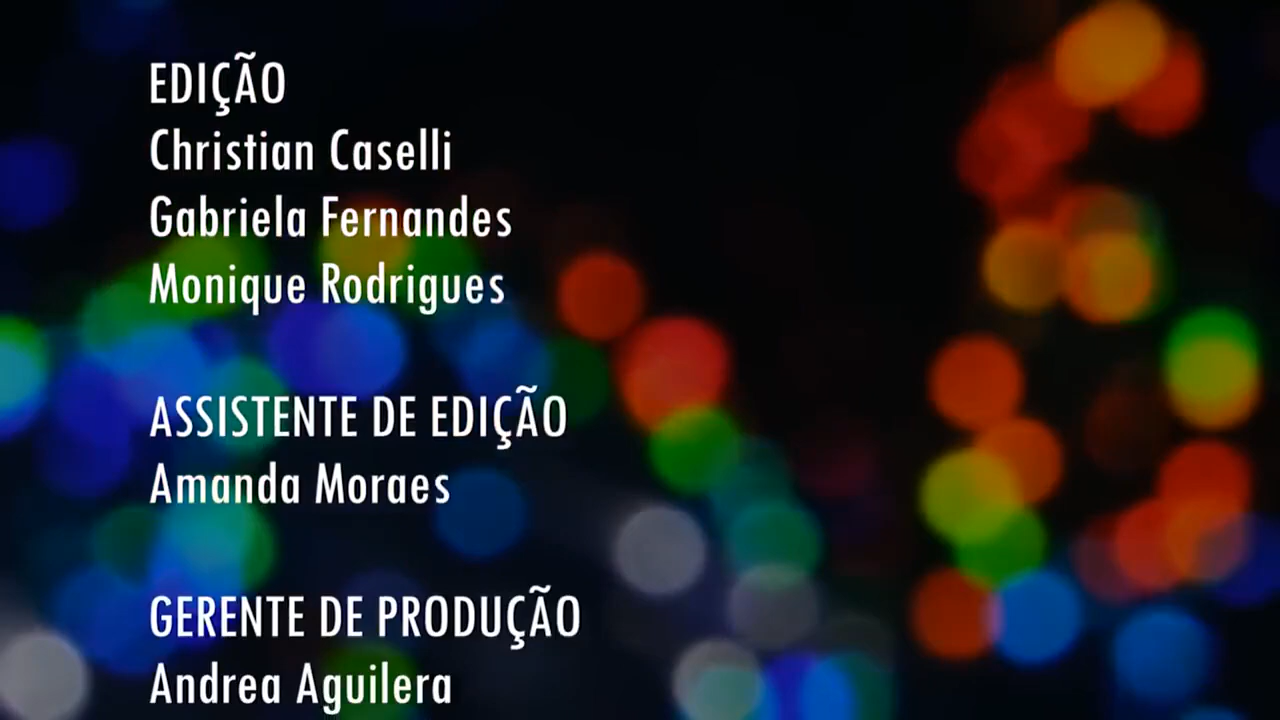 EDIÇÃO
Christian Caselli
Gabriela Fernandes
Monique Rodrigues
ASSISTENTE DE EDIÇÃO
Amanda Moraes
GERENTE DE PRODUÇÃO
Andrea Aguilera